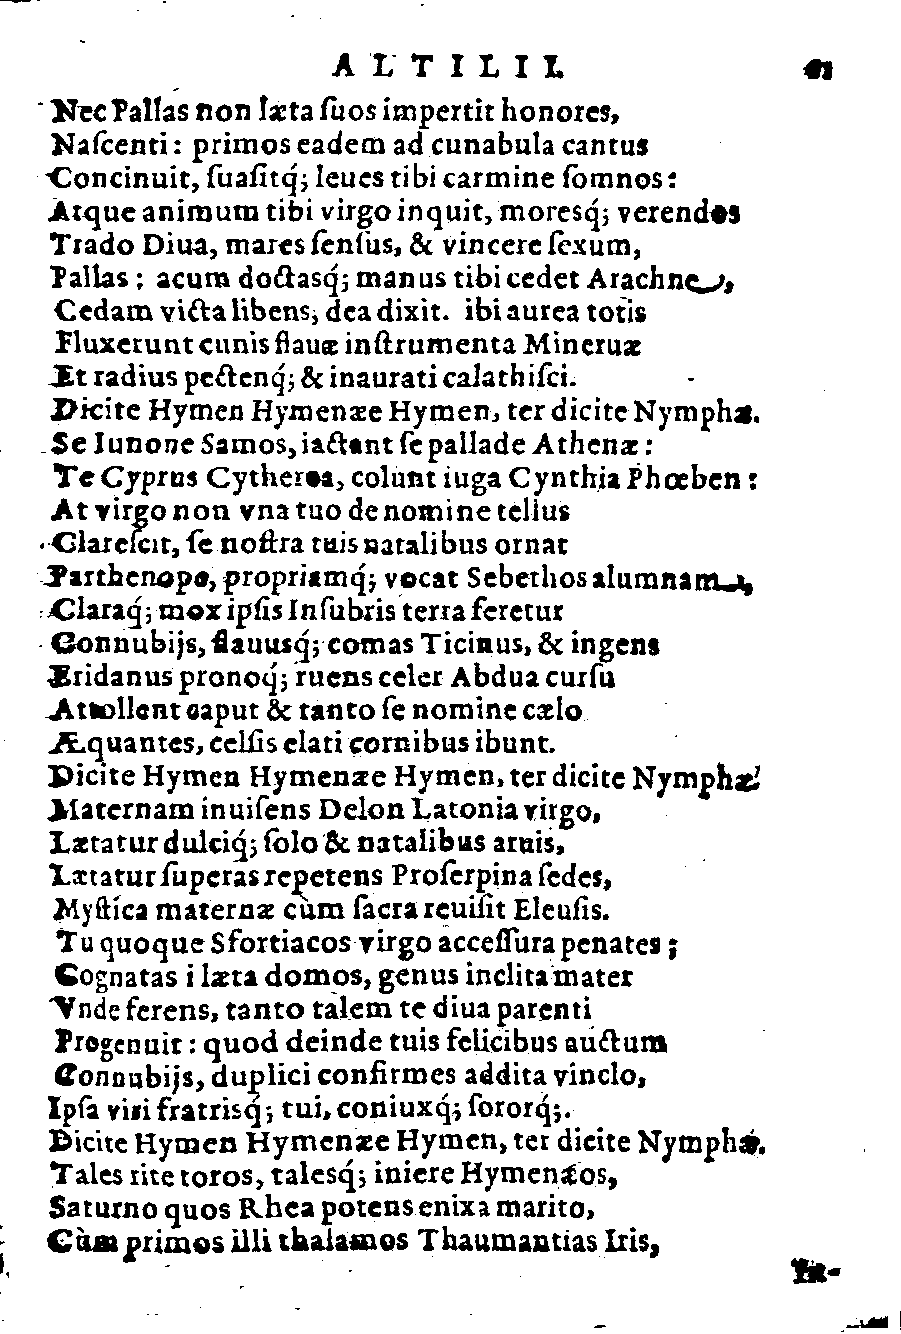 ALTILII. 61
Nec Pallas non læta ſuos impertit honores,
Naſcenti: primos eadem ad cunabula cantus
Concinuit, ſuaſitq́; leues tibi carmine ſomnos:
Atque animum tibi virgo inquit, moresq́; verendos
Trado Diua, mares ſenſus, & vincere ſexum,
Pallas: acum doctasq́; manus tibi cedet Arachne,
Cedam victa libens, dea dixit. ibi aurea totis
Fluxerunt cunis flauæ inſtrumenta Mineruæ
Et radius pectenq́; & inaurati calathiſci.
Dicite Hymen Hymenæe Hymen, ter dicite Nymphæ.
Se Iunone Samos, iactant ſe pallade Athenæ:
Te Cyprus Cytherea, colunt iuga Cynthia Phœben:
At virgo non vna tuo de nomine tellus
Clareſcit, ſe noſtra tuis natalibus ornat
Parthenope, propriamq́; vocat Sebethos alumnam,
Claraq́; mox ipſis Inſubris terra feretur
Connubijs, flauusq́; comas Ticinus, & ingens
Eridanus pronoq́; ruens celer Abdua curſu
Attollent caput & tanto ſe nomine cælo
Æquantes, celſis elati cornibus ibunt.
Dicite Hymen Hymenæe Hymen, ter dicite Nymphæ
Maternam inuiſens Delon Latonia virgo,
Lætatur dulciq́; ſolo & natalibus aruis,
Lætatur ſuperas repetens Proſerpina ſedes,
Myſtica maternæ cùm ſacra reuiſit Eleuſis.
Tu quoque Sfortiacos virgo acceſſura penates;
Cognatas i læta domos, genus inclita mater
Vnde ferens, tanto talem te diua parenti
Progenuit: quod deinde tuis felicibus auctum
Connubijs, duplici confirmes addita vinclo,
Ipſa viri fratrisq́; tui, coniuxq́; ſororq́;.
Dicite Hymen Hymenæe Hymen, ter dicite Nymphæ.
Tales rite toros, talesq́; iniere Hymenæos,
Saturno quos Rhea potens enixa marito,
Cùm primos illi thalamos Thaumantias Iris,